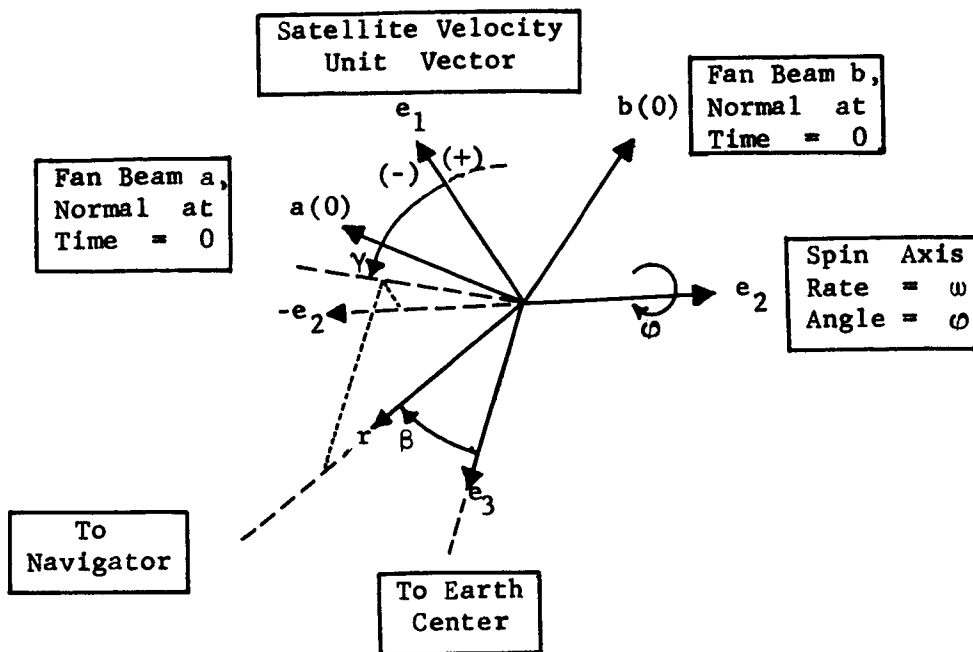 Satellite Velocity
Unit Vector
Fan Beam b,
Normal at
Time = 0
b(0)
e1
(-) (+)
Fan Beam a,
Normal at
Time = 0
a(0)
γ
-e2
e2
φ
Spin Axis
Rate = ω
Angle = φ
r
β
e3
To
Navigator
To Earth
Center